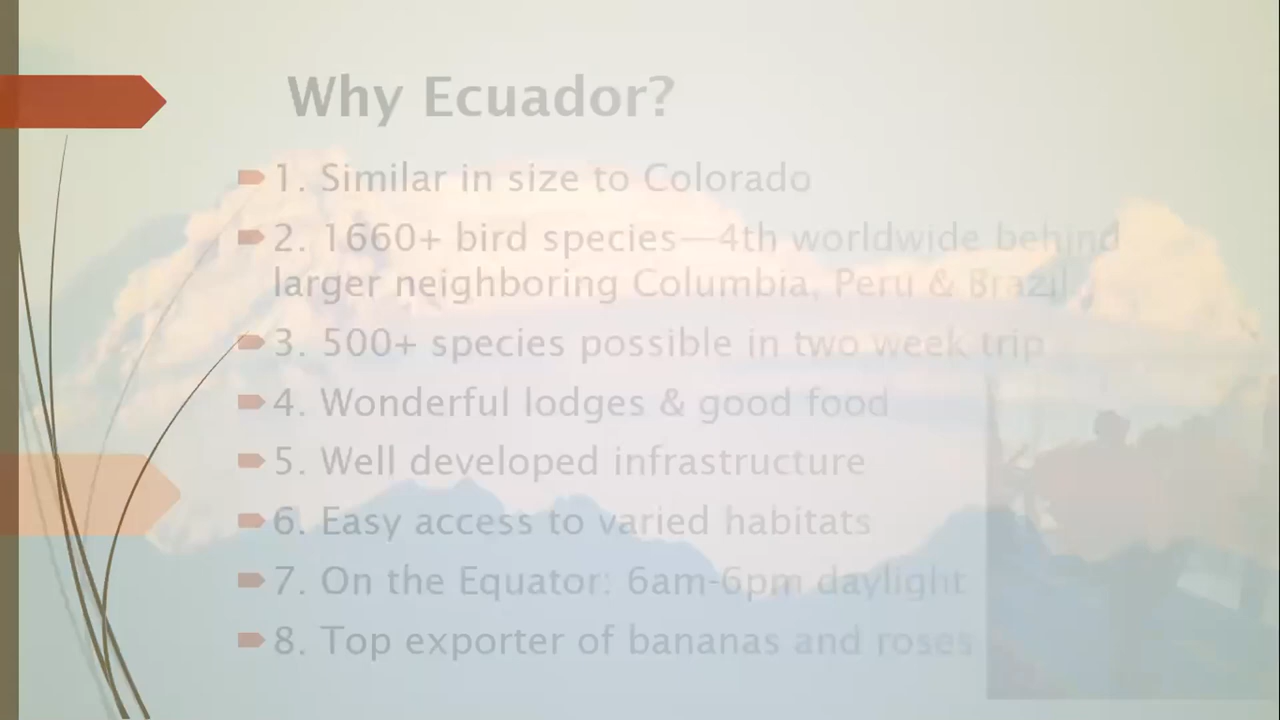 Why Ecuador?
1. Similar in size to Colorado
2. 1660+ bird species—4th worldwide behind
larger neighboring Columbia, Peru & Brazil
3. 500+ species possible in two week trip
4. Wonderful lodges & good food
5. Well developed infrastructure
6. Easy access to varied habitats
7. On the Equator: 6am-6pm daylight
8. Top exporter of bananas and roses